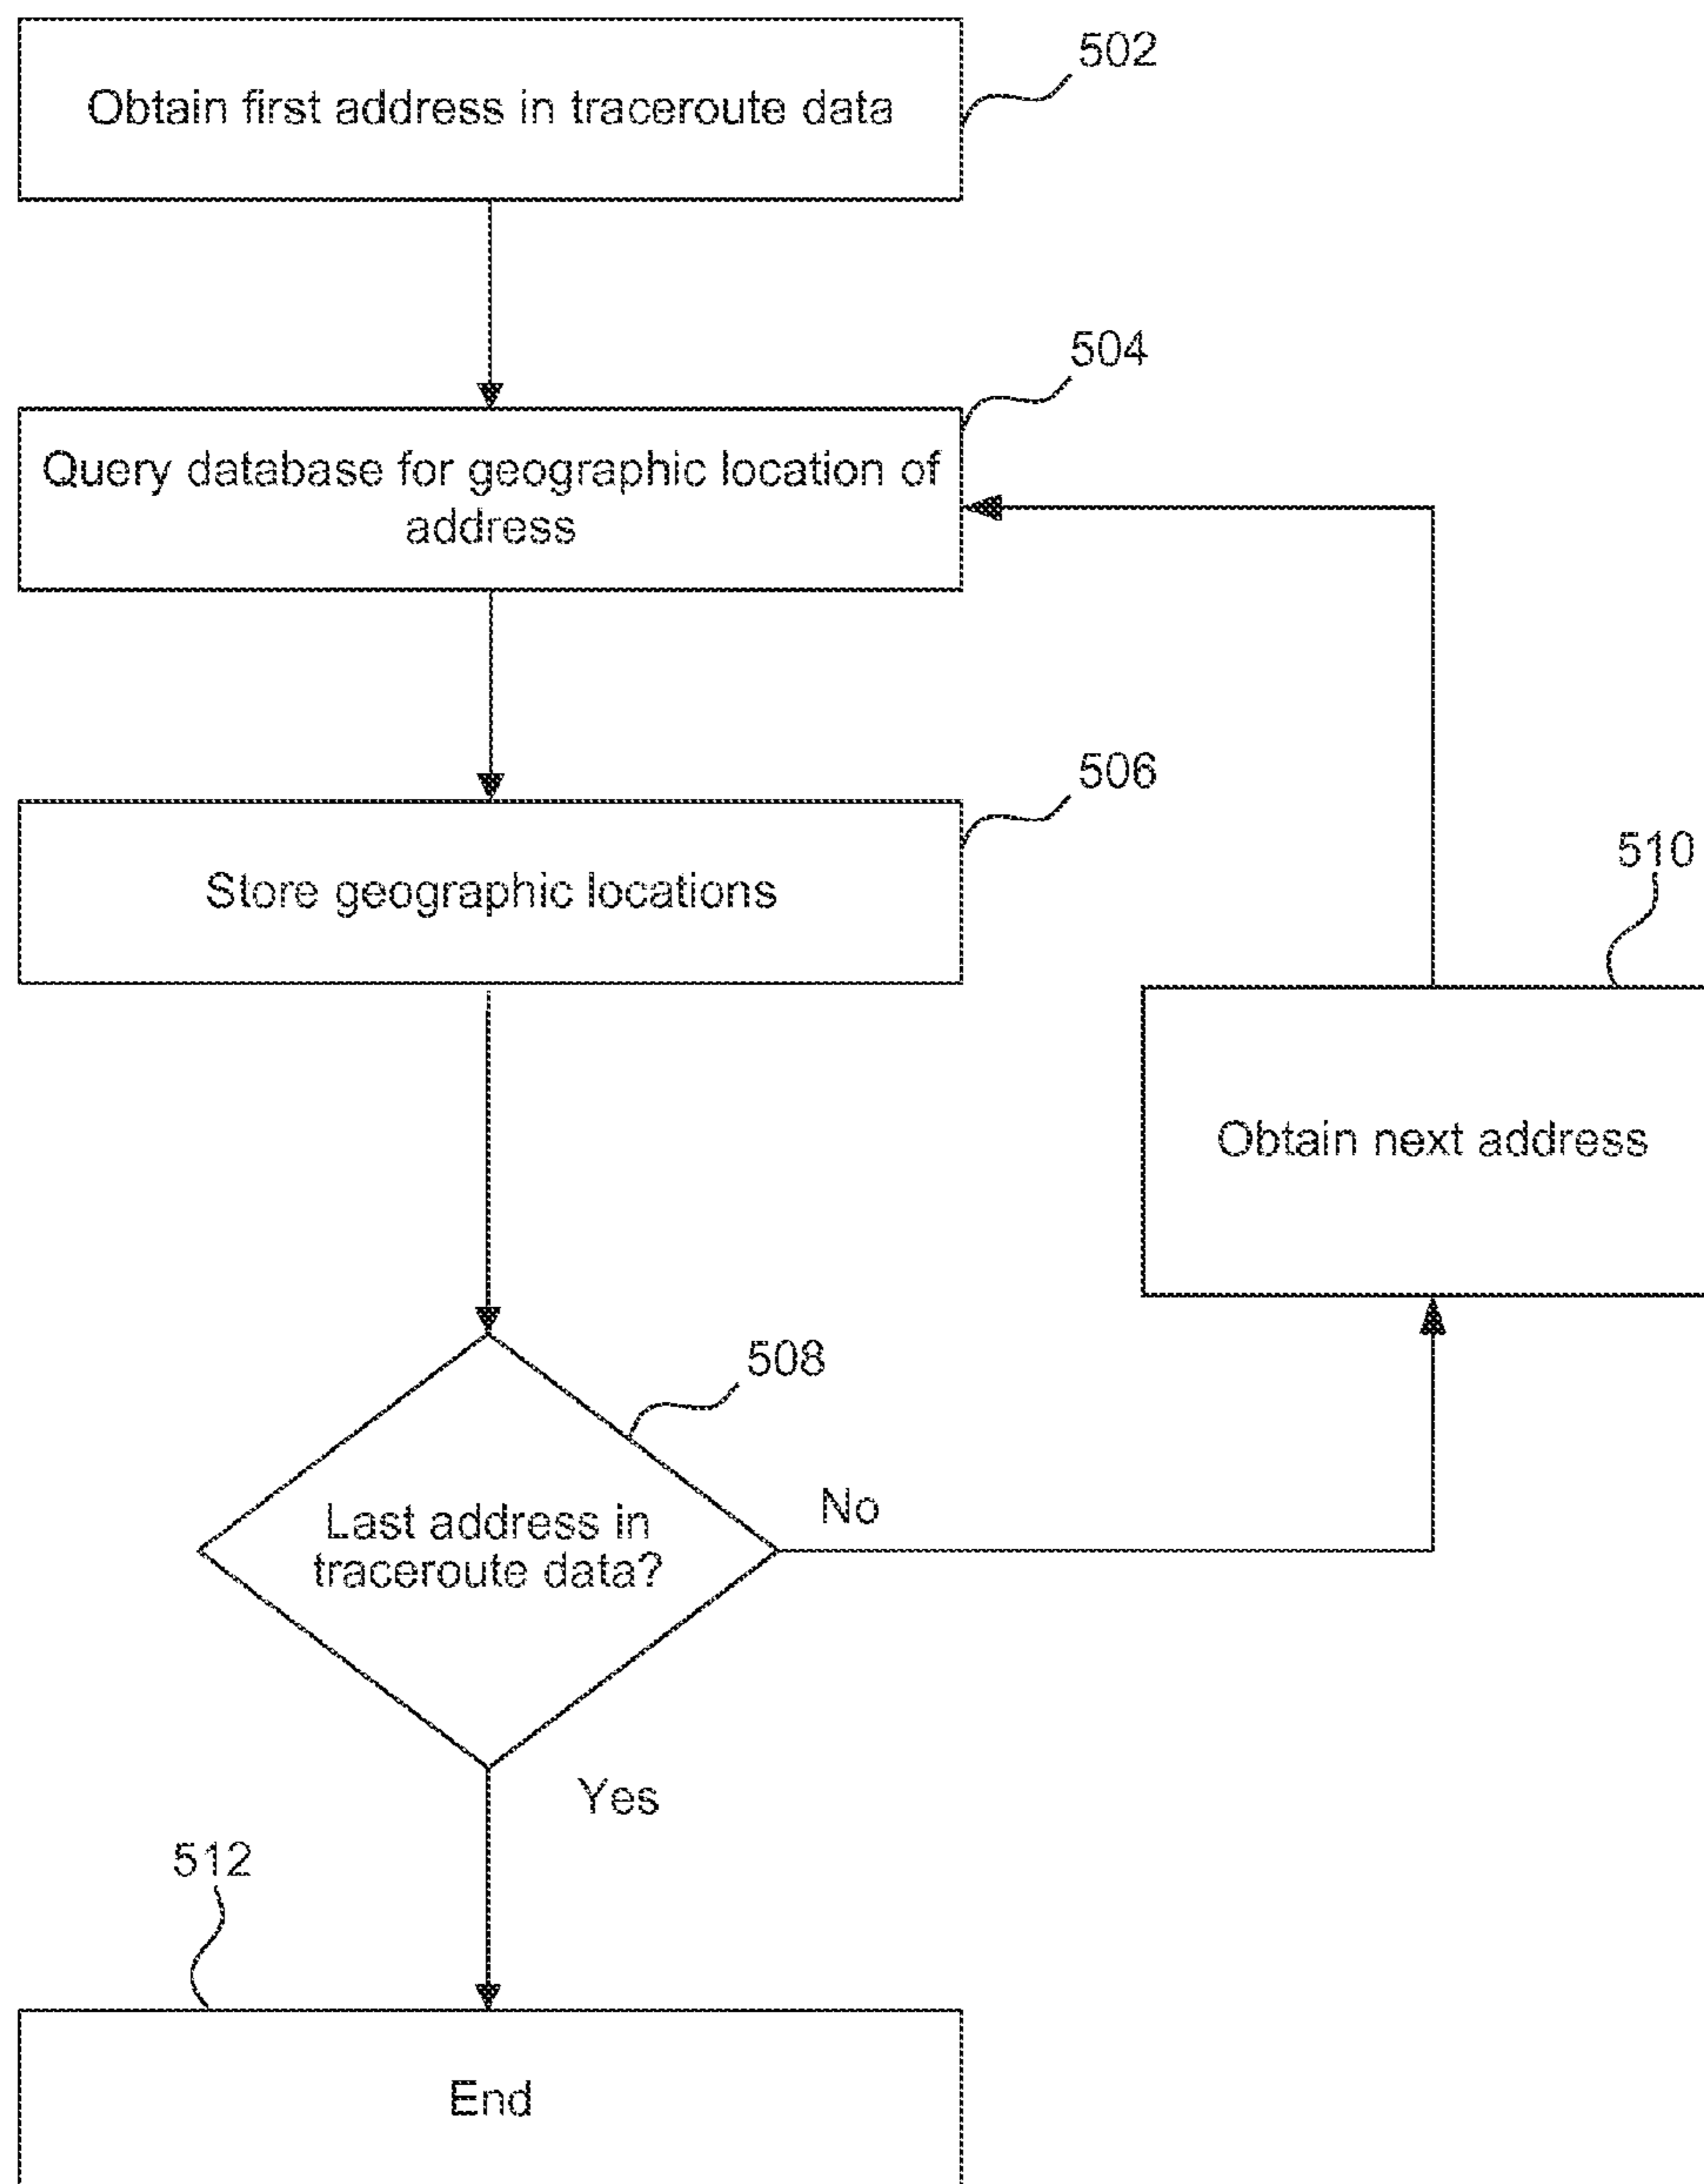 502
Obtain first address in traceroute data
504
Query database for geographic location of
address
506
Store geographic locations
510
Obtain next address
508
Last address in
traceroute data?
No
Yes
512
End